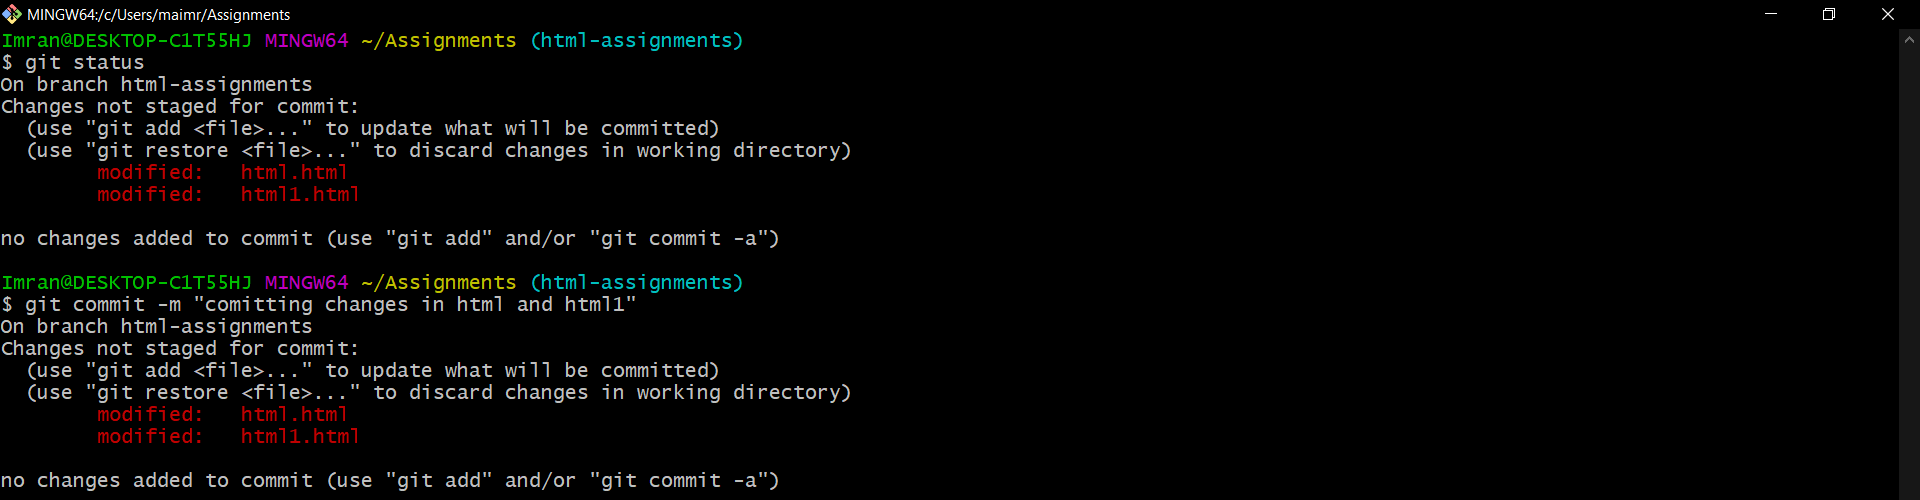 MINGW64:/c/Users/maimr/Assignments
Imran@DESKTOP-C1T55HJ MINGW64 ~/Assignments (html-assignments)
$ git status
On branch html-assignments
Changes not staged for commit:
  (use "git add <file>..." to update what will be committed)
  (use "git restore <file>..." to discard changes in working directory)
        modified:   html.html
        modified:   html1.html

no changes added to commit (use "git add" and/or "git commit -a")

Imran@DESKTOP-C1T55HJ MINGW64 ~/Assignments (html-assignments)
$ git commit -m "comitting changes in html and html1"
On branch html-assignments
Changes not staged for commit:
  (use "git add <file>..." to update what will be committed)
  (use "git restore <file>..." to discard changes in working directory)
        modified:   html.html
        modified:   html1.html

no changes added to commit (use "git add" and/or "git commit -a")